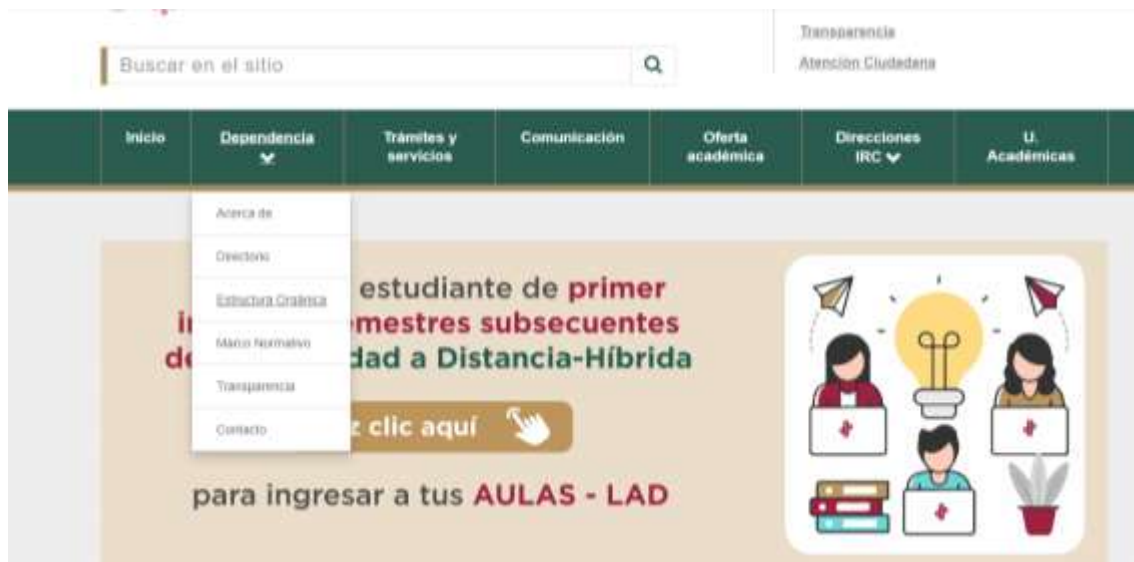 Transparencia
Buscar en el sitio
Atención Ciudadana
Inicio
Dependencia
Trámites y
servicios
Comunicación
Oferta
académica
Direcciones
IRC
U.
Académicas
Acerca de
Directorio
Estructura Orgánica
Marco Normativo
Transparencia
Contacto
estudiante de primer
mestres subsecuentes
dad a Distancia-Híbrida
clic aquí
para ingresar a tus AULAS - LAD